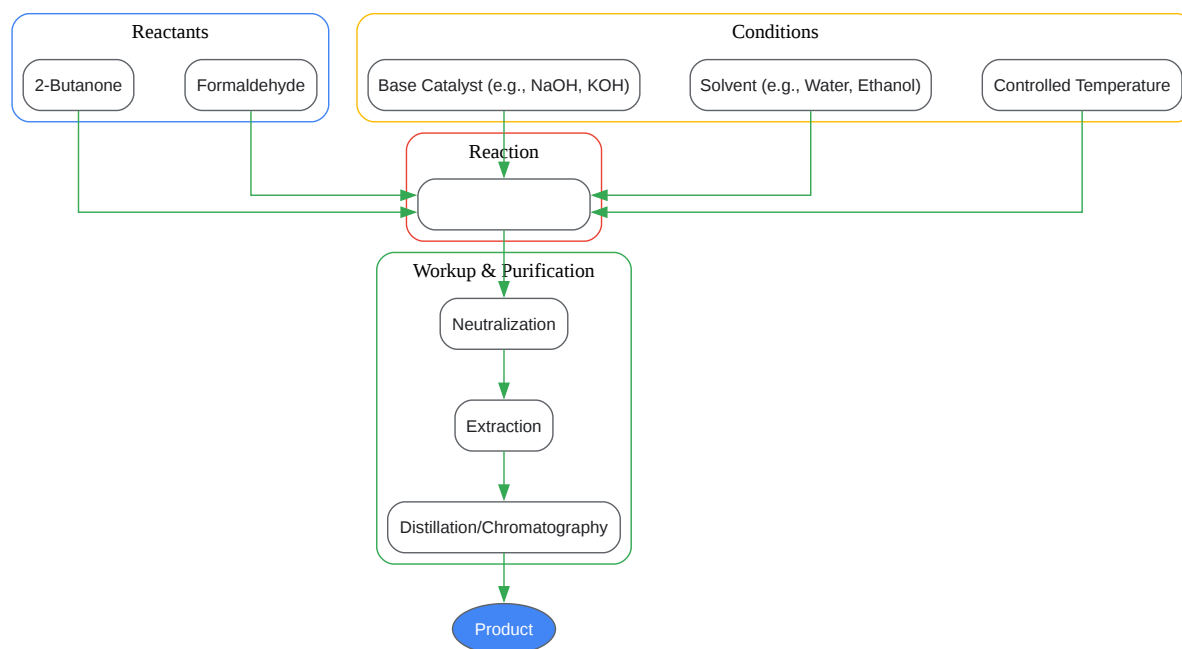 Reactants
Conditions
2-Butanone
Formaldehyde
Base Catalyst (e.g., NaOH, KOH)
Solvent (e.g., Water, Ethanol)
Controlled Temperature
Reaction
Workup & Purification
Neutralization
Extraction
Distillation/Chromatography
Product